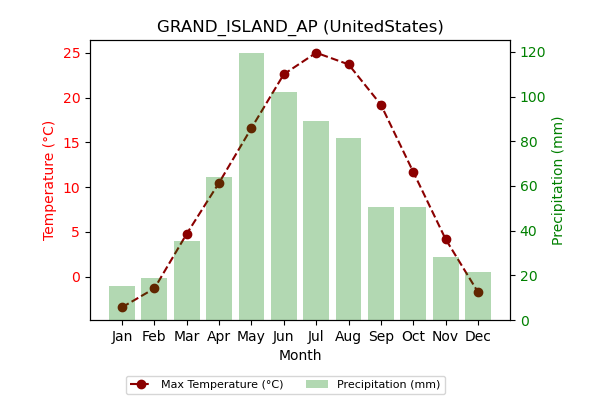 GRAND_ISLAND_AP (UnitedStates)
25
20
15
10
5
0
Temperature (°C)
120
100
80
60
40
20
0
Precipitation (mm)
Jan Feb Mar Apr May Jun Jul Aug Sep Oct Nov Dec
Month
Max Temperature (°C) Precipitation (mm)